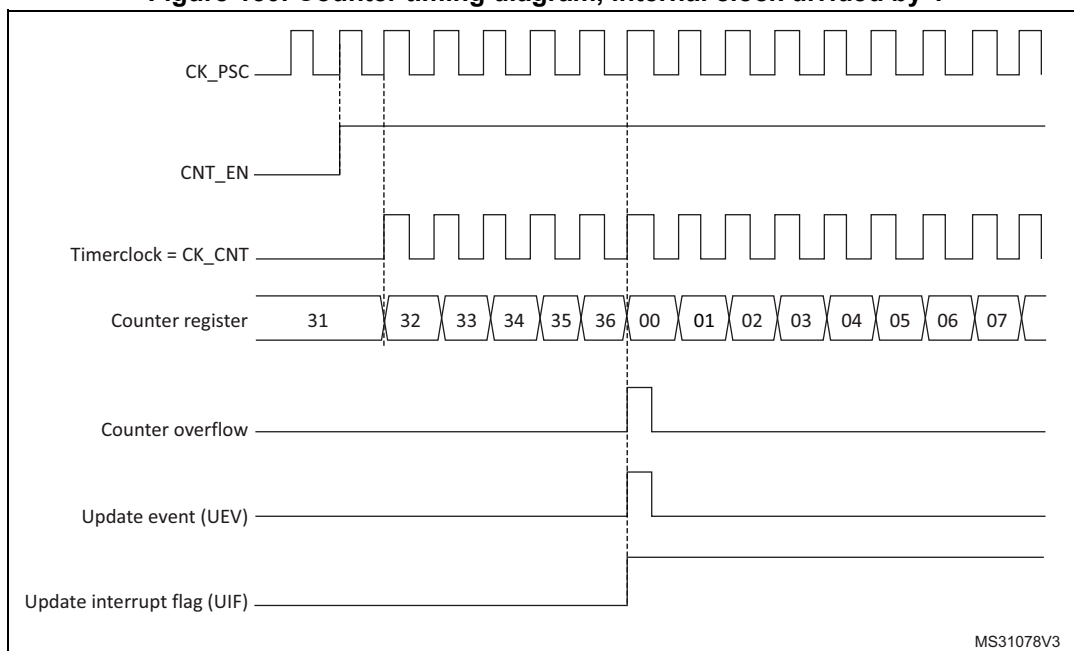 CK_PSC
CNT_EN
Timerclock = CK_CNT
Counter register 31 32 33 34 35 36 00 01 02 03 04 05 06 07
Counter overflow
Update event (UEV)
Update interrupt flag (UIF)
MS31078V3